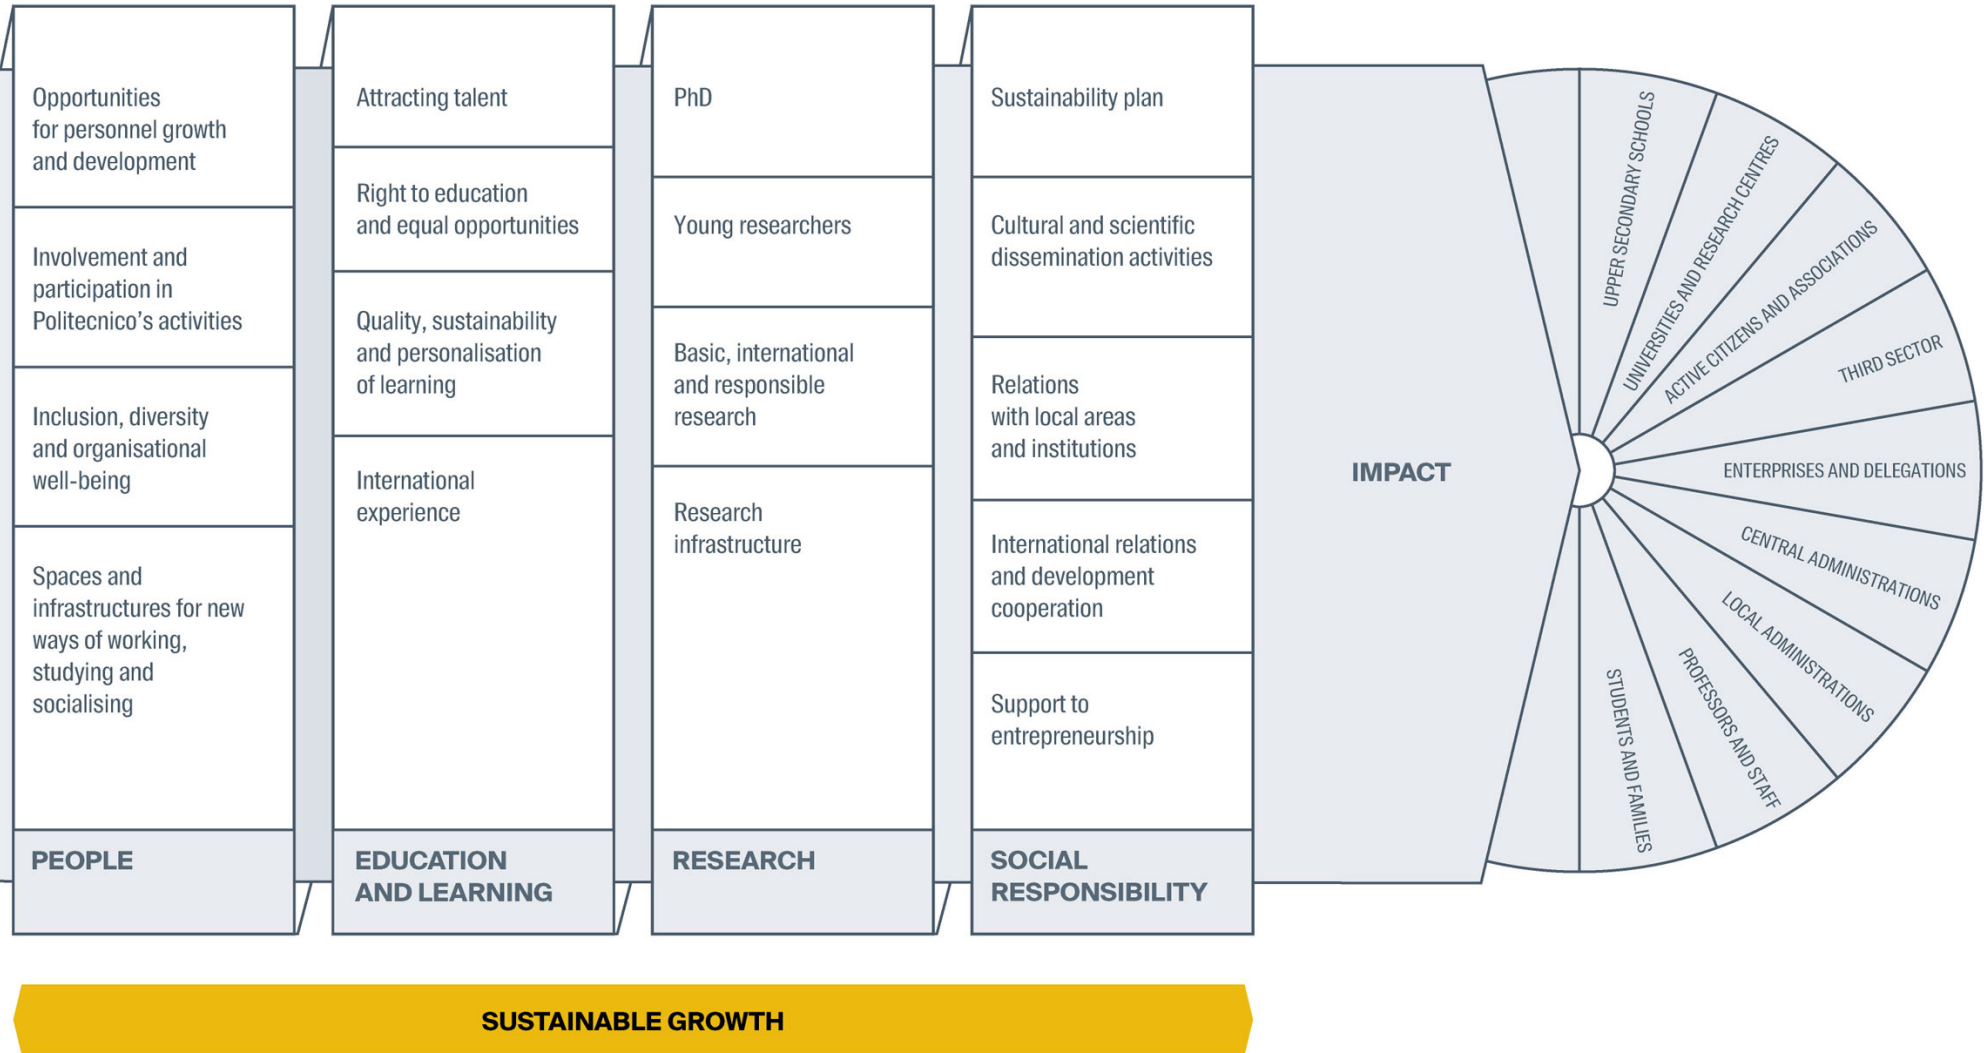 Opportunities
for personnel growth
and development
Involvement and
participation in
Politecnico’s activities
Inclusion, diversity
and organisational
well-being
Spaces and
infrastructures for new
ways of working,
studying and
socialising
PEOPLE
Attracting talent
Right to education
and equal opportunities
Quality, sustainability
and personalisation
of learning
International
experience
EDUCATION
AND LEARNING
PhD
Young researchers
Basic, international
and responsible
research
Research
infrastructure
RESEARCH
Sustainability plan
Cultural and scientific
dissemination activities
Relations
with local areas
and institutions
International relations
and development
cooperation
Support to
entrepreneurship
SOCIAL
RESPONSIBILITY
IMPACT
UPPER SECONDARY SCHOOLS
UNIVERSITIES AND RESEARCH CENTRES
ACTIVE CITIZENS AND ASSOCIATIONS
THIRD SECTOR
ENTERPRISES AND DELEGATIONS
CENTRAL ADMINISTRATIONS
LOCAL ADMINISTRATIONS
PROFESSORS AND STAFF
STUDENTS AND FAMILIES
SUSTAINABLE GROWTH